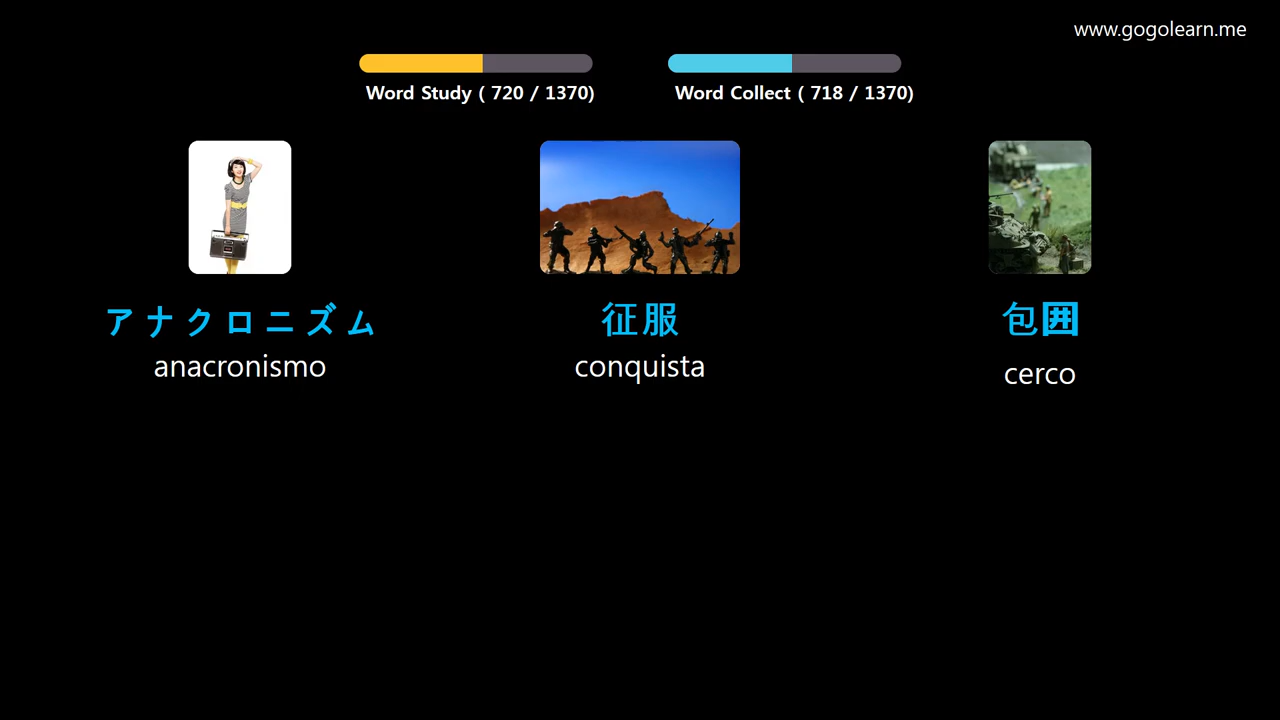 www.gogolearn.me
Word Study ( 720 / 1370)
Word Collect ( 718 / 1370)
アナクロニズム
anacronismo
征服
conquista
包囲
cerco